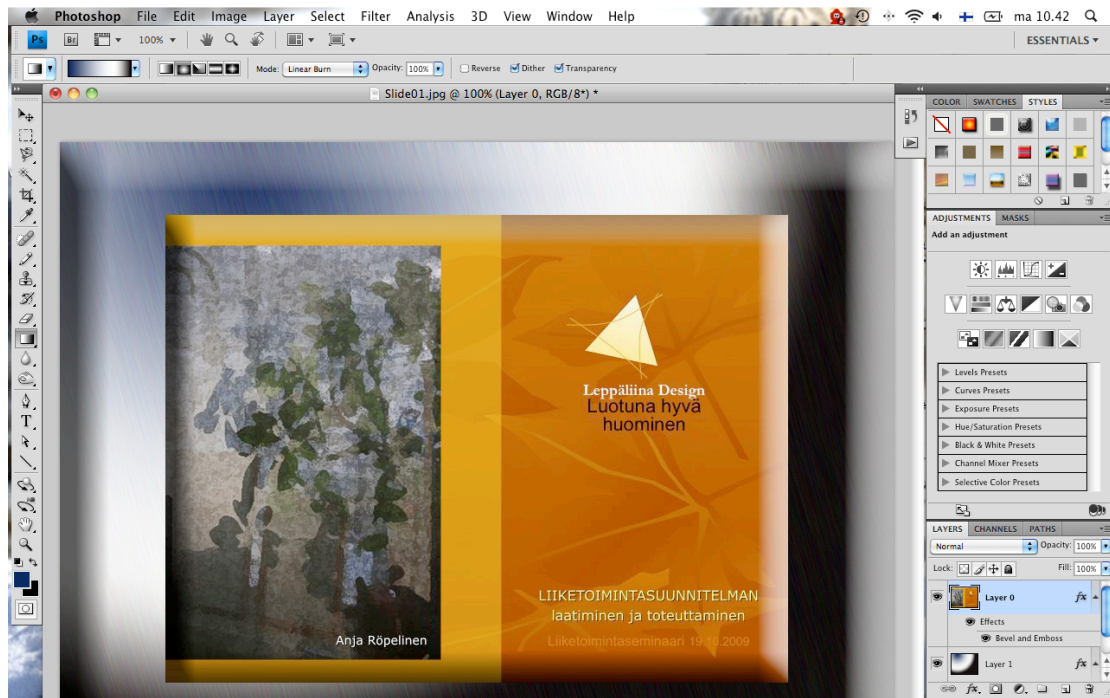 Photoshop File Edit Image Layer Select Filter Analysis 3D View Window Help ma 10.42
Ps Br 100% ESSENTIALS
Mode: Linear Burn Opacity: 100% Reverse Dither Transparency
Slide01.jpg @ 100% (Layer 0, RGB/8*) *
COLOR SWATCHES STYLES
ADJUSTMENTS MASKS
Add an adjustment
Levels Presets
Curves Presets
Exposure Presets
Hue/Saturation Presets
Black & White Presets
Channel Mixer Presets
Selective Color Presets
LAYERS CHANNELS PATHS
Normal Opacity: 100%
Lock: Fill: 100%
Layer 0 fx
Effects
Bevel and Emboss
Layer 1 fx
fx.
T
Leppäliina Design
Luotuna hyvä
huominen
LIIKETOIMINTASUUNNITELMAN
laatiminen ja toteuttaminen
Liiketoimintaseminaari 19.10.2009
Anja Röpelinen